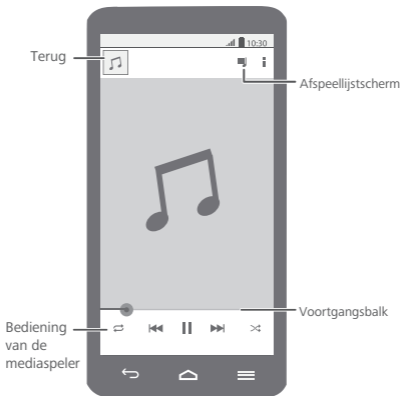 10:30
Terug
Afspeellijstscherm
Voortgangsbalk
Bediening
van de
mediaspeler